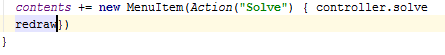 contents += new MenuItem(Action("Solve") { controller.solve
redraw})
}